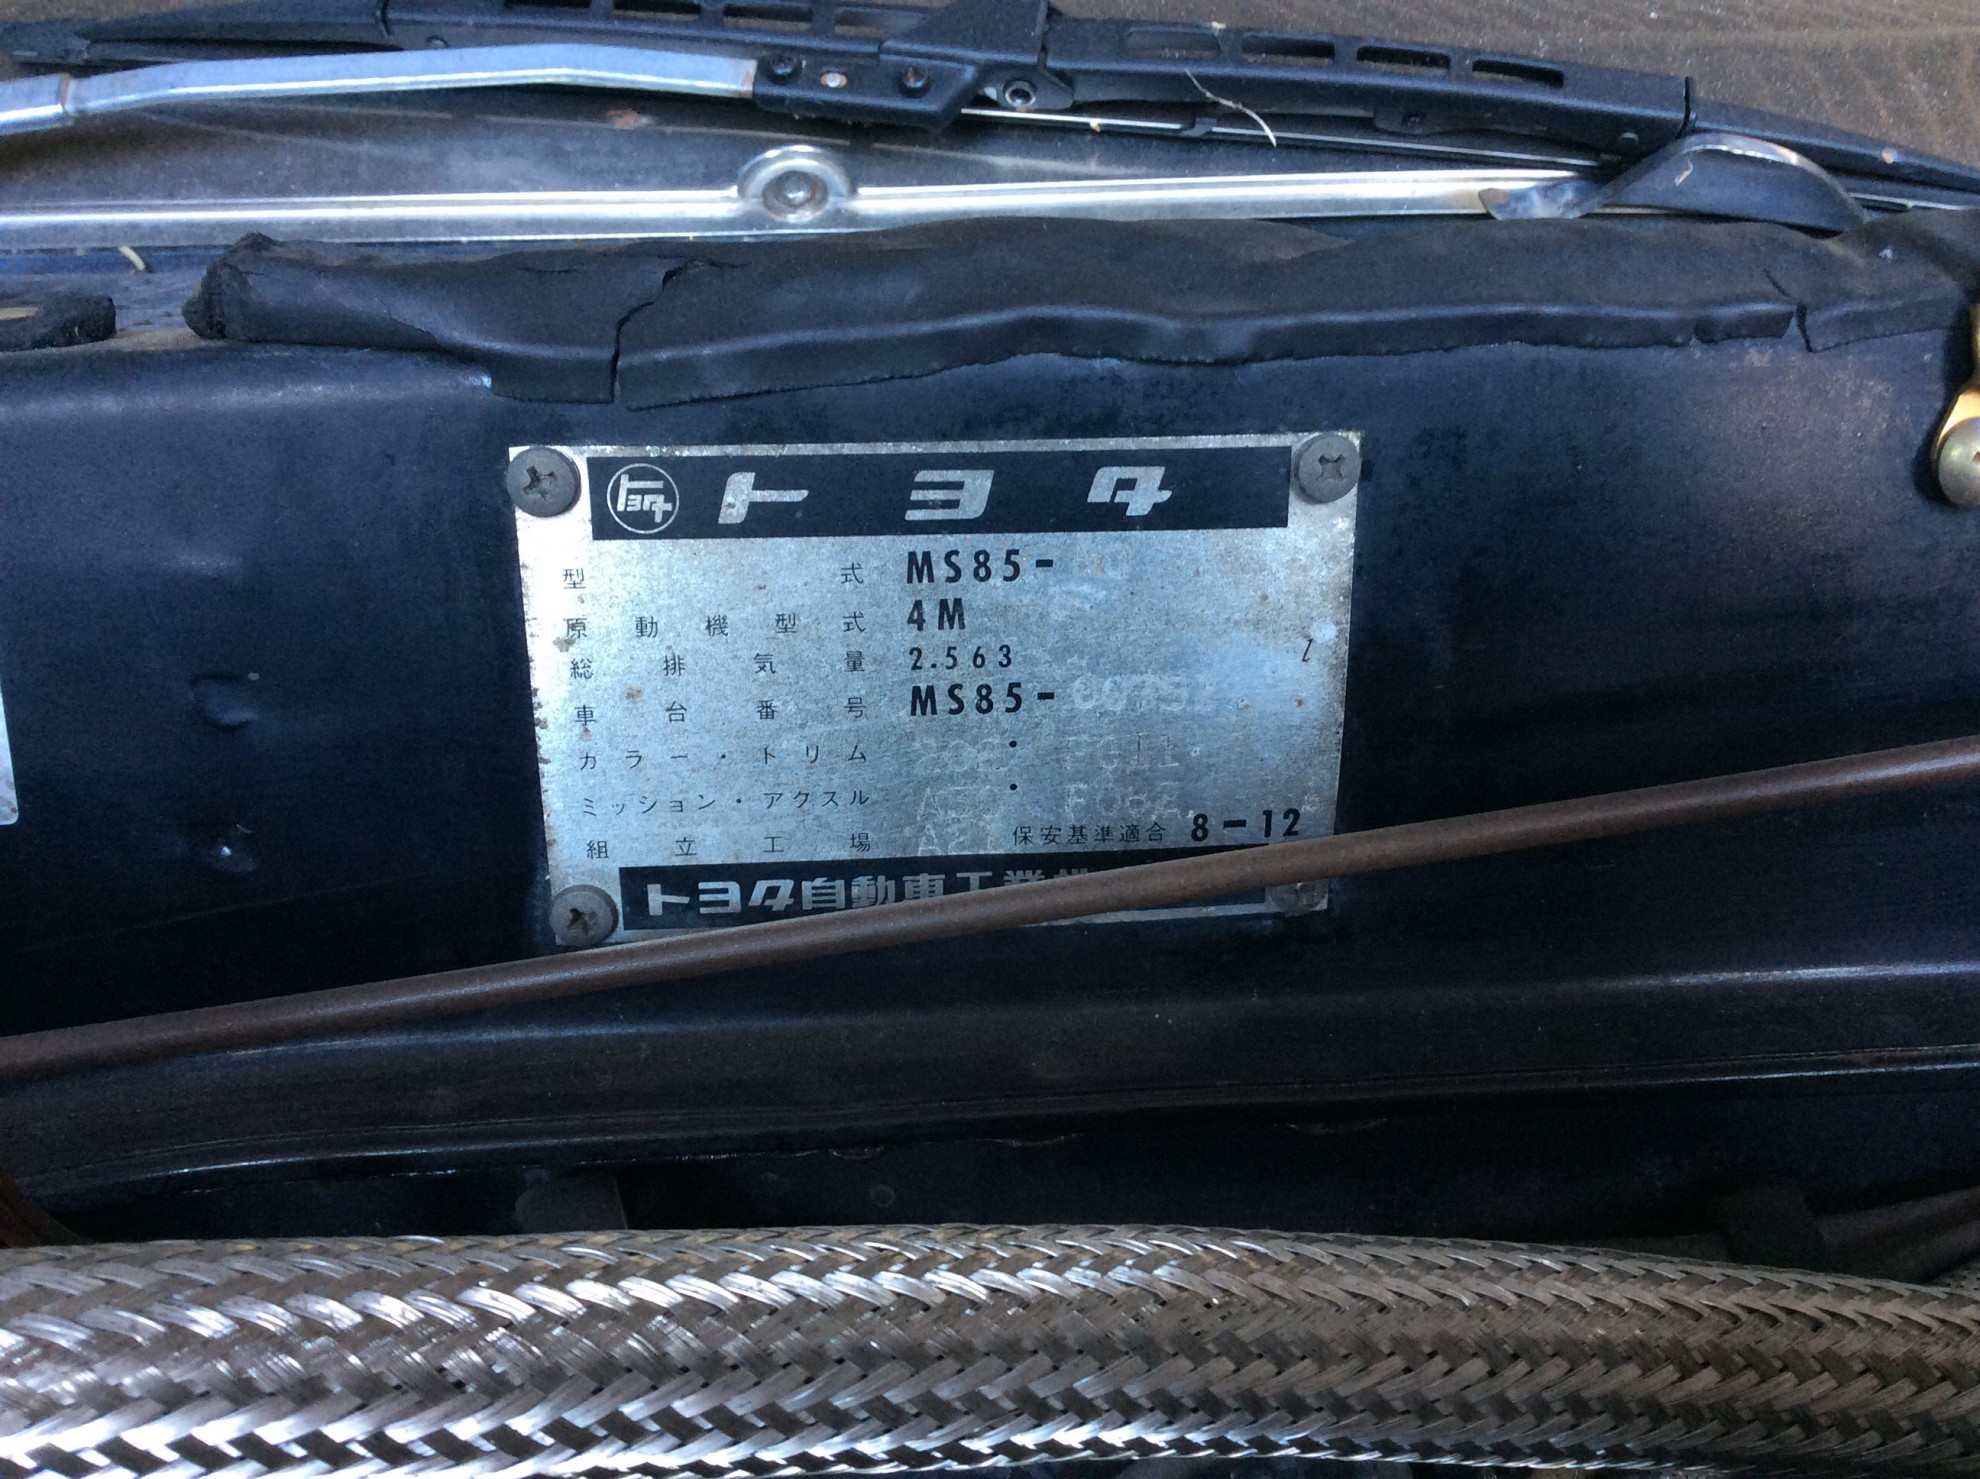 トヨタ トヨタ
型式 MS85-
原動機型式 4M
総排気量 2.563 l
車台番号 MS85-
カラー・トリム ・
ミッション・アクスル ・
組立工場 保安基準適合 8-12
トヨタ自動車工業